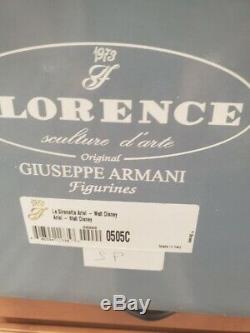 1973
LORENCE
sculture d'arte
Original
GIUSEPPE ARMANI
Figurines
La Sirenetta Ariel - Walt Disney
Ariel - Walt Disney
0505C
SP